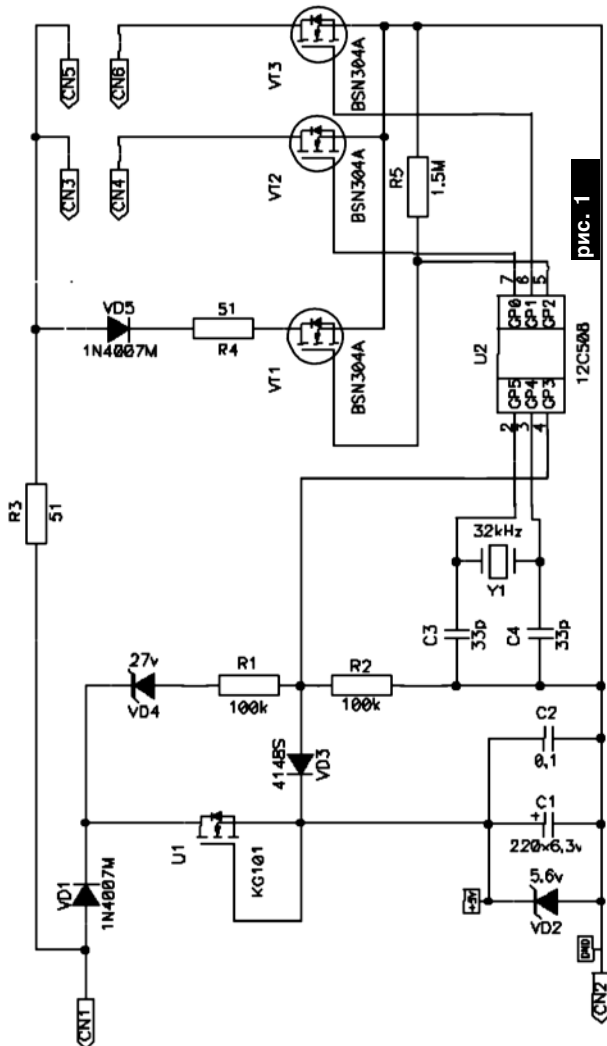 CN5
CN6
VT3
BSN304A
CN3
CN4
VT2
BSN304A
R5
1.5M
рис. 1
VD5
1N4007M
51
R4
VT1
BSN304A
7
6
5
GP0
GP1
GP2
U2
12C508
GP5
GP4
GP3
2
3
4
R3
51
32kHz
Y1
C3
33p
C4
33p
27v
VD4
R1
100k
R2
100k
4148S
VD3
C2
0,1
U1
KG101
+
C1
220x6,3v
VD1
1N4007M
+5V
5.6v
VD2
GND
CN1
CN2